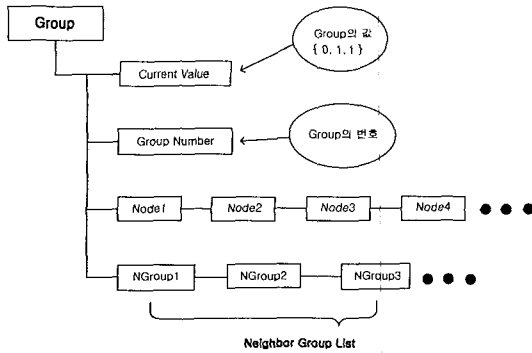 Group
Group의 값
{ 0, 1, 1 }
Current Value
Group Number
Group의 번호
Node1 Node2 Node3 Node4
NGroup1 NGroup2 NGroup3
Neighbor Group List